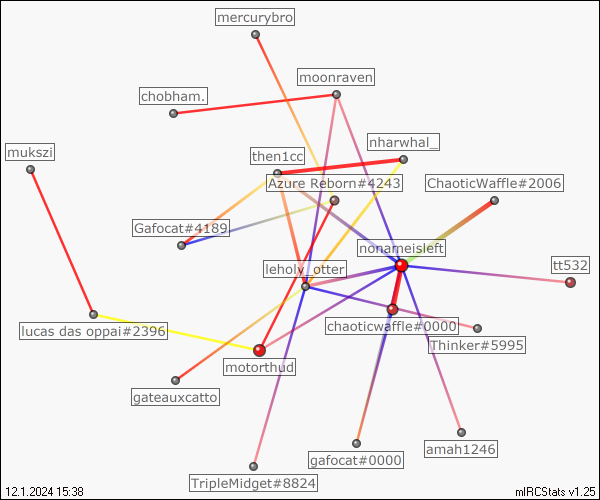 mercurybro
moonraven
chobham.
nharwhal_
mukszi
then1cc
Azure Reborn#4243
ChaoticWaffle#2006
Gafocat#4189
nonameisleft
leholy_otter
tt532
chaoticwaffle#0000
lucas das oppai#2396
Thinker#5995
motorthud
gateauxcatto
amah1246
gafocat#0000
TripleMidget#8824
12.1.2024 15:38
mIRCStats v1.25